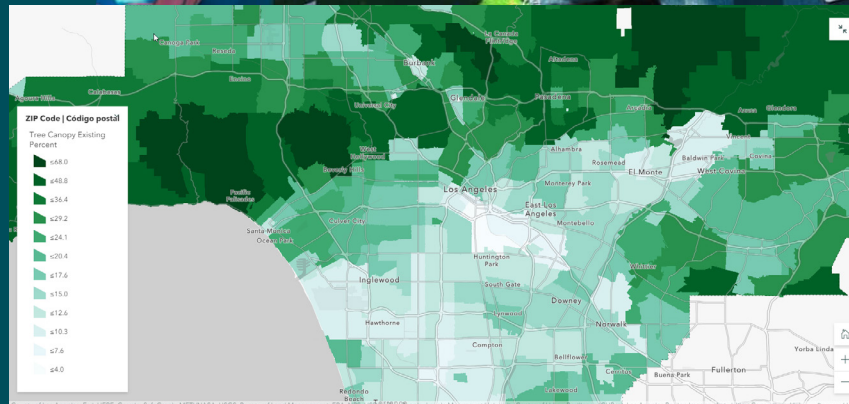 ZIP Code | Código postál
Tree Canopy Existing
Percent
≤68.0
≤48.8
≤36.4
≤29.2
≤24.1
≤20.4
≤17.6
≤15.0
≤12.6
≤10.3
≤7.6
≤4.0
Canoga Park
Reseda
Encino
Calabasas
Agoura Hills
Burbank
La Canada
Flintridge
Altadena
Universal City
Glendale
Pasadena
Arcadia
Azusa
Glendora
West
Hollywood
Beverly Hills
Pacific
Palisades
Alhambra
Rosemead
El Monte
Baldwin Park
Vincent
Covina
West Covina
Los Angeles
Monterey Park
East Los
Angeles
Montebello
Culver City
Santa Monica
Ocean Park
Huntington
Park
Whittier
Inglewood
South Gate
Downey
Hawthorne
Lynwood
Norwalk
Compton
Bellflower
Cerritos
Buena Park
Fullerton
Yorba Linda
Redondo
Beach
Lakewood